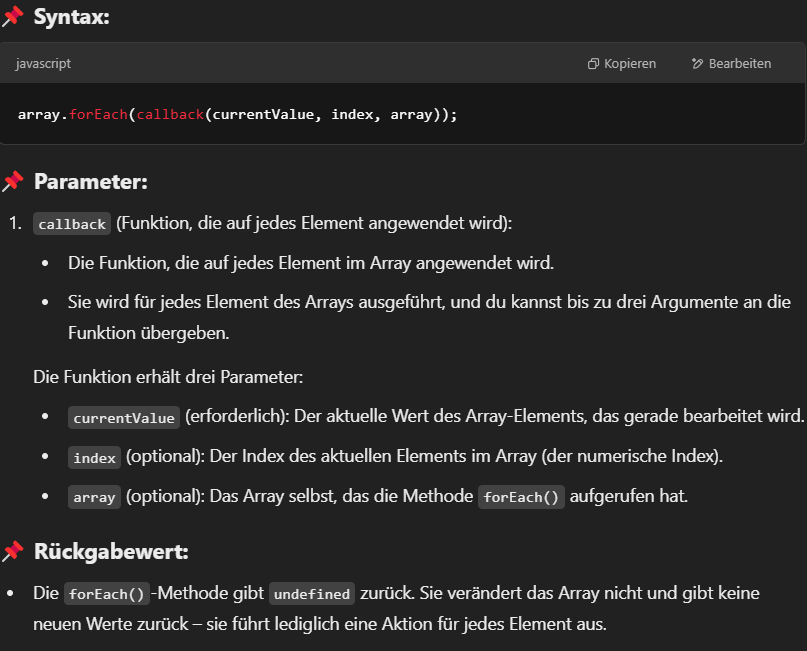 📌 Syntax:
javascript Kopieren Bearbeiten
array.forEach(callback(currentValue, index, array));
📌 Parameter:
1. callback (Funktion, die auf jedes Element angewendet wird):
• Die Funktion, die auf jedes Element im Array angewendet wird.
• Sie wird für jedes Element des Arrays ausgeführt, und du kannst bis zu drei Argumente an die
Funktion übergeben.
Die Funktion erhält drei Parameter:
• currentValue (erforderlich): Der aktuelle Wert des Array-Elements, das gerade bearbeitet wird.
• index (optional): Der Index des aktuellen Elements im Array (der numerische Index).
• array (optional): Das Array selbst, das die Methode forEach() aufgerufen hat.
📌 Rückgabewert:
• Die forEach()-Methode gibt undefined zurück. Sie verändert das Array nicht und gibt keine
neuen Werte zurück – sie führt lediglich eine Aktion für jedes Element aus.